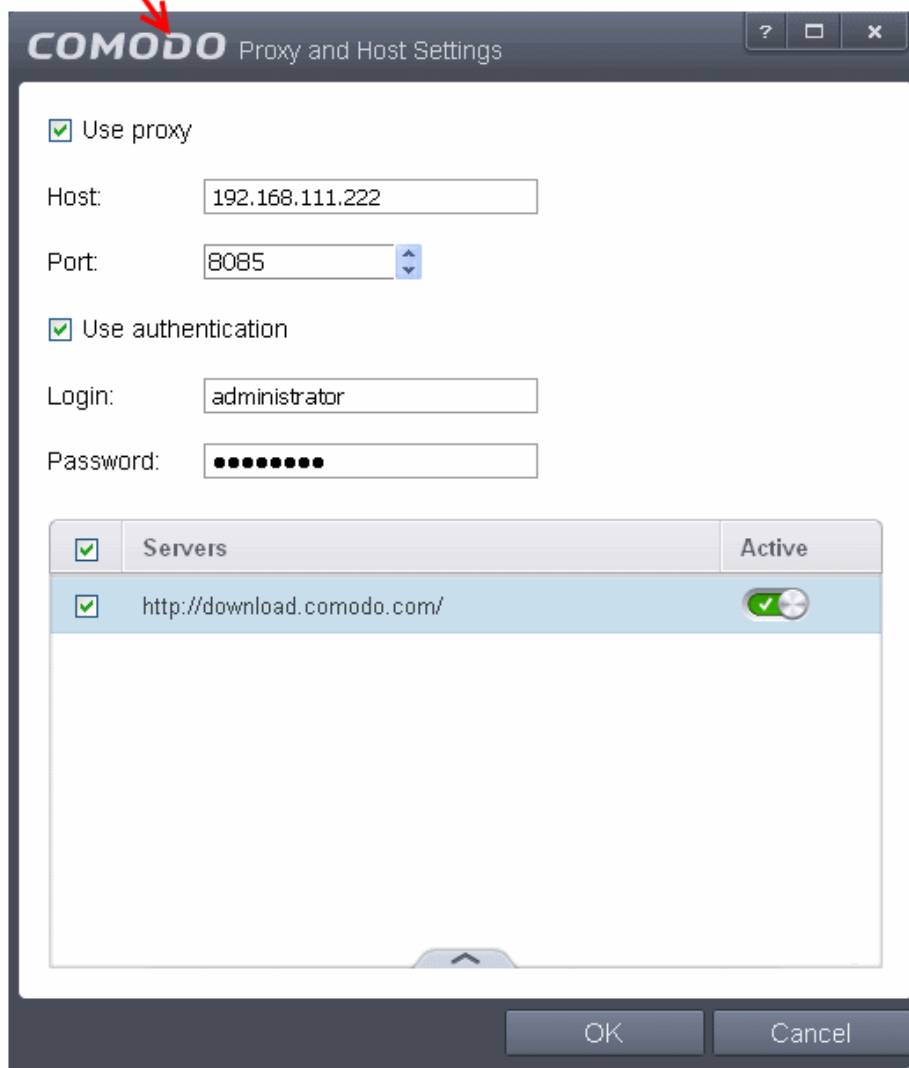 COMODO Proxy and Host Settings
?
Use proxy
Host: 192.168.111.222
Port: 8085
Use authentication
Login: administrator
Password: ●●●●●●●●
Servers Active
http://download.comodo.com/
OK Cancel